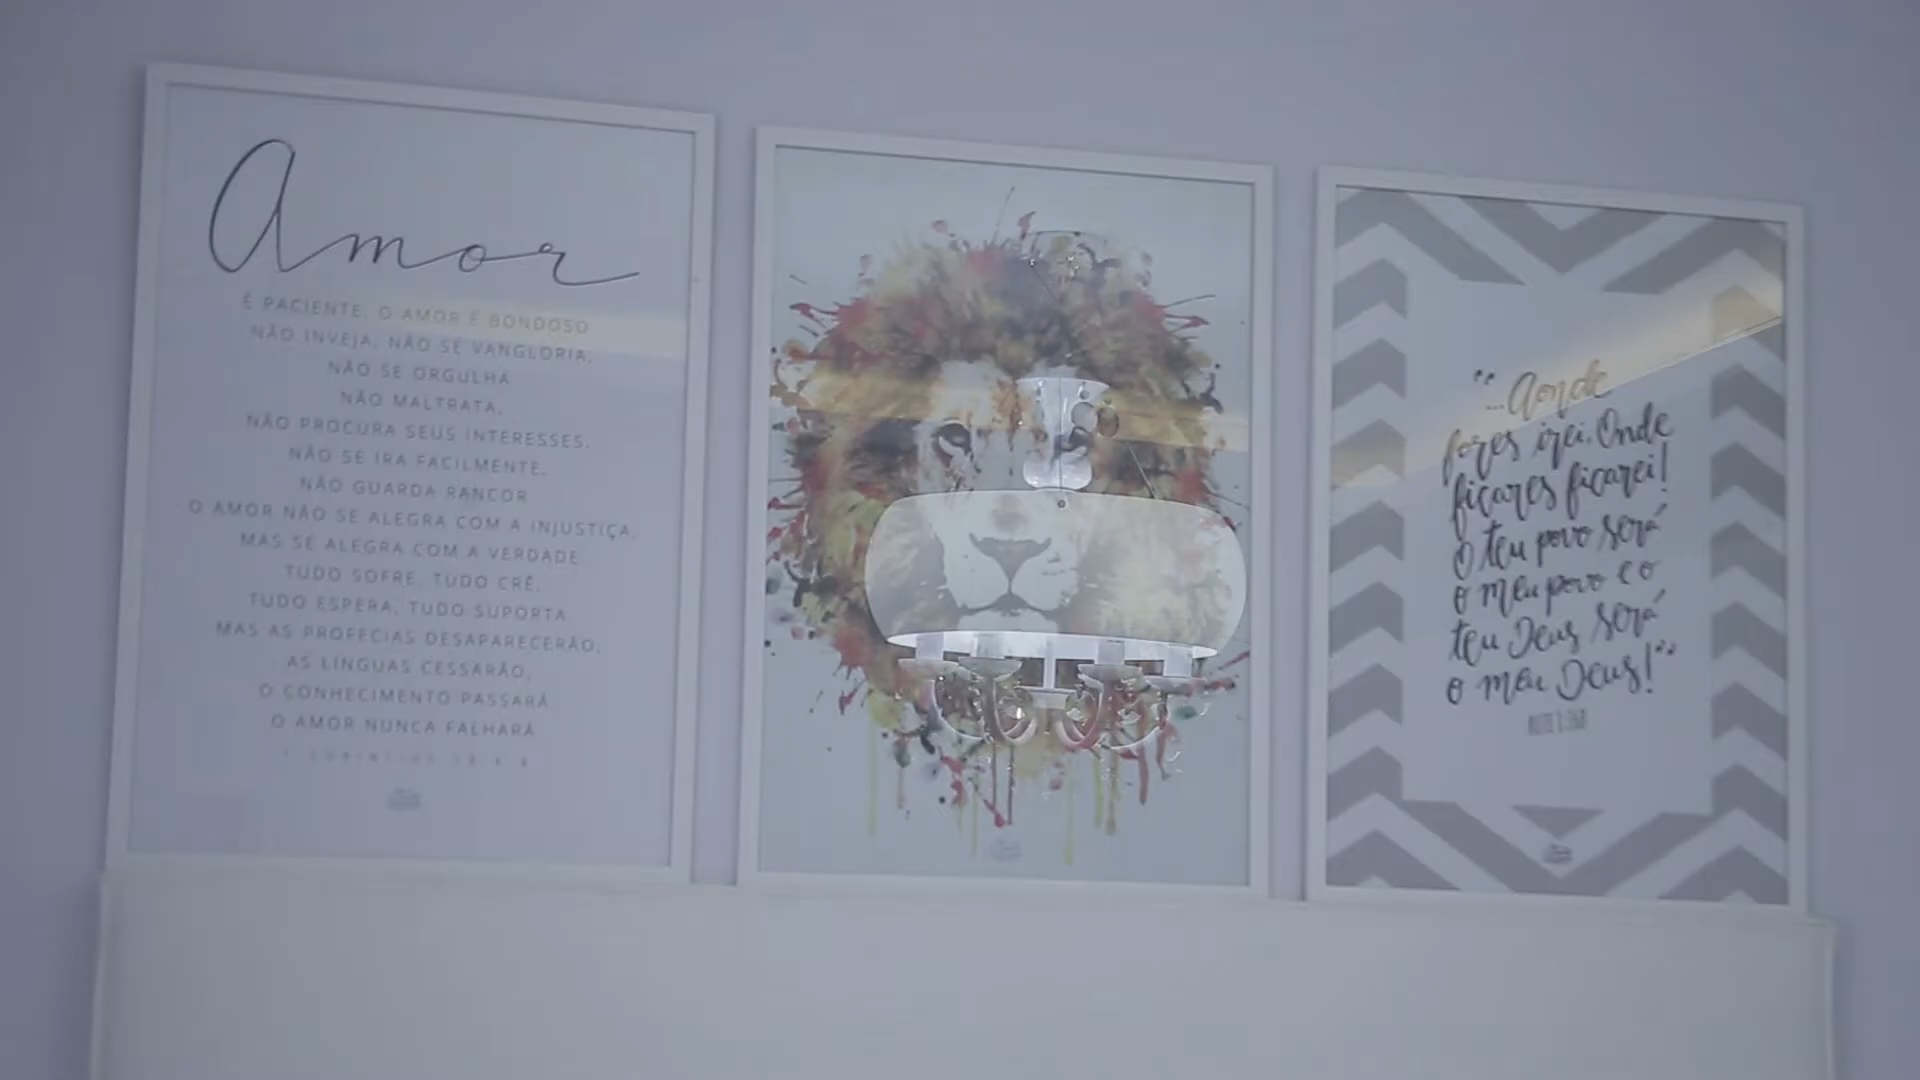 Amor
É PACIENTE, O AMOR É BONDOSO
NÃO INVEJA, NÃO SE VANGLORIA,
NÃO SE ORGULHA
NÃO MALTRATA,
NÃO PROCURA SEUS INTERESSES,
NÃO SE IRA FACILMENTE,
NÃO GUARDA RANCOR
O AMOR NÃO SE ALEGRA COM A INJUSTIÇA,
MAS SE ALEGRA COM A VERDADE
TUDO SOFRE, TUDO CRÊ,
TUDO ESPERA, TUDO SUPORTA
MAS AS PROFECIAS DESAPARECERÃO,
AS LÍNGUAS CESSARÃO,
O CONHECIMENTO PASSARÁ
O AMOR NUNCA FALHARÁ
"...Aonde
fores irei. Onde
ficares ficarei!
O teu povo será
o meu povo e o
teu Deus será
o meu Deus!"